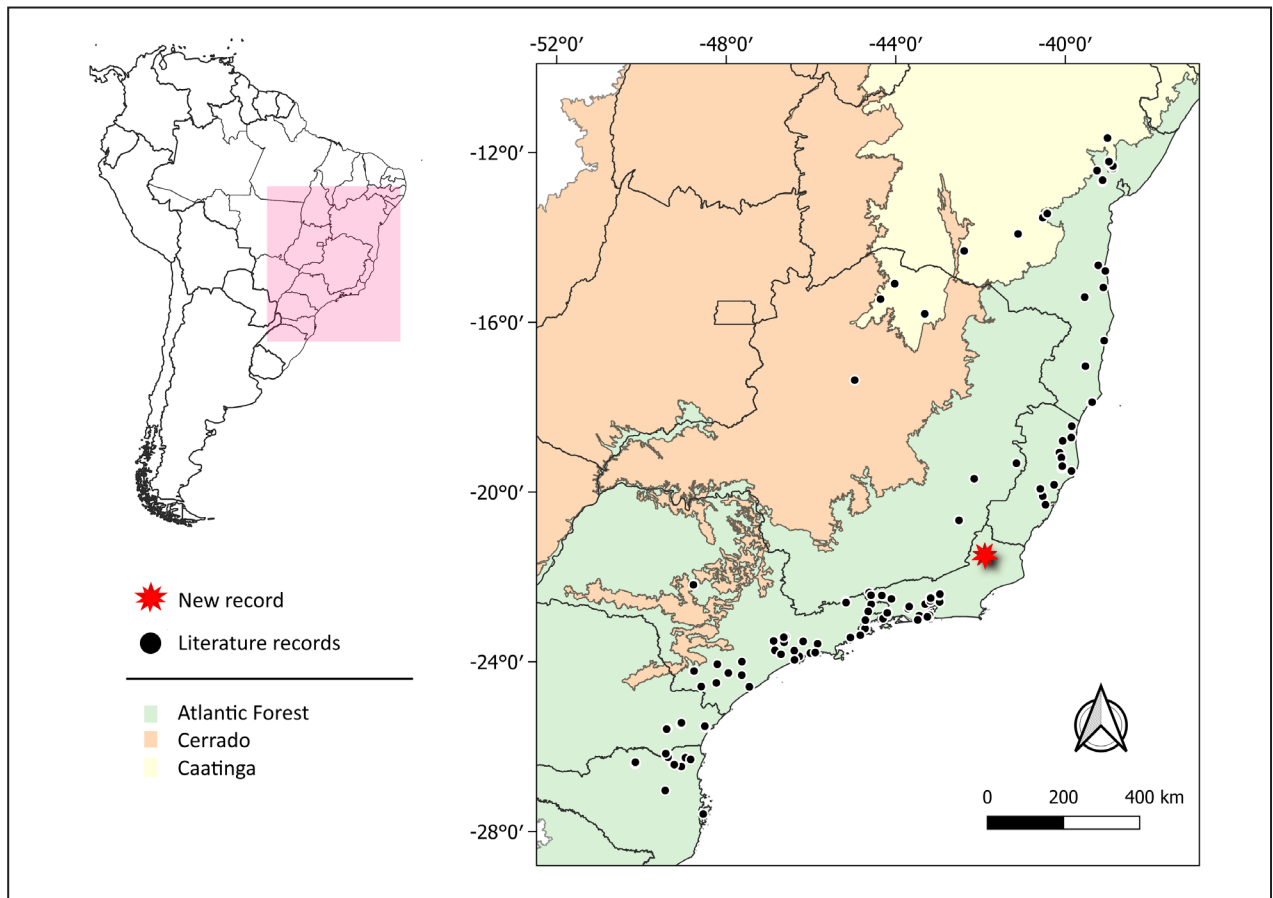 -52°0′ -48°0′ -44°0′ -40°0′
-12°0′
-16°0′
-20°0′
-24°0′
-28°0′
New record
Literature records
Atlantic Forest
Cerrado
Caatinga
0 200 400 km